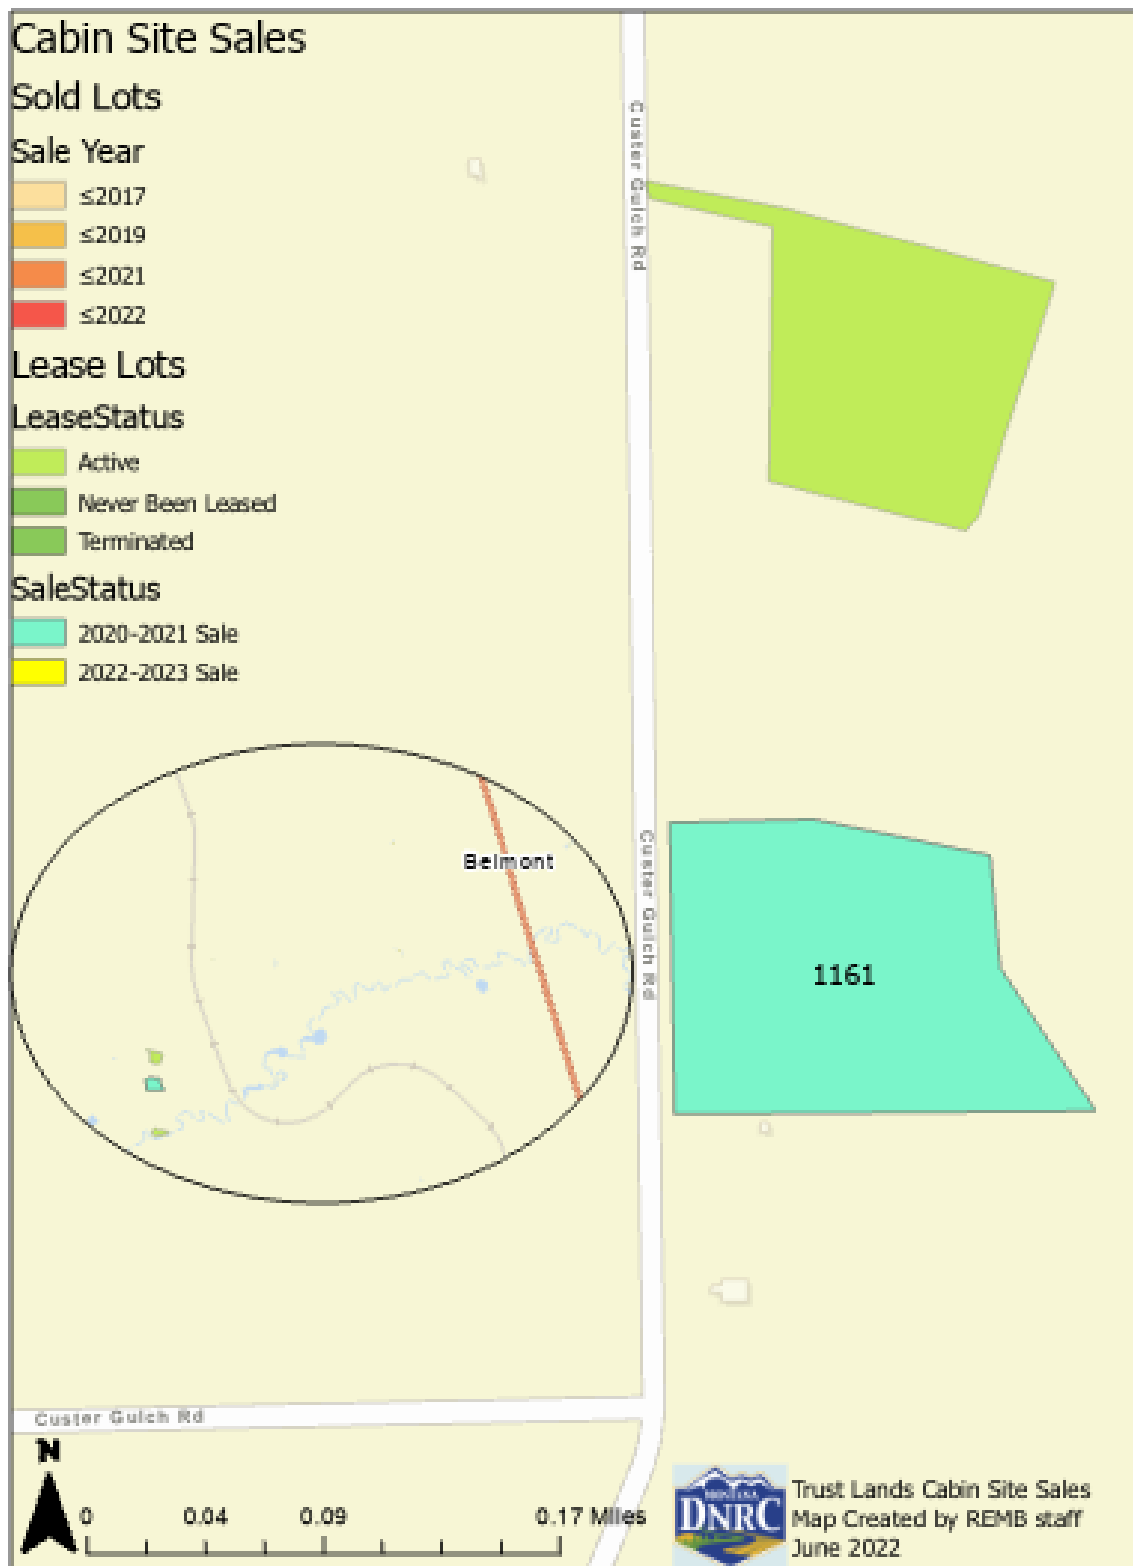 Cabin Site Sales
Sold Lots
Sale Year
≤2017
≤2019
≤2021
≤2022
Lease Lots
LeaseStatus
Active
Never Been Leased
Terminated
SaleStatus
2020-2021 Sale
2022-2023 Sale
Custer Gulch Rd
Belmont
Custer Gulch Rd
1161
Custer Gulch Rd
N
0 0.04 0.09 0.17 Miles
MONTANA
DNRC
Trust Lands Cabin Site Sales
Map Created by REMB staff
June 2022